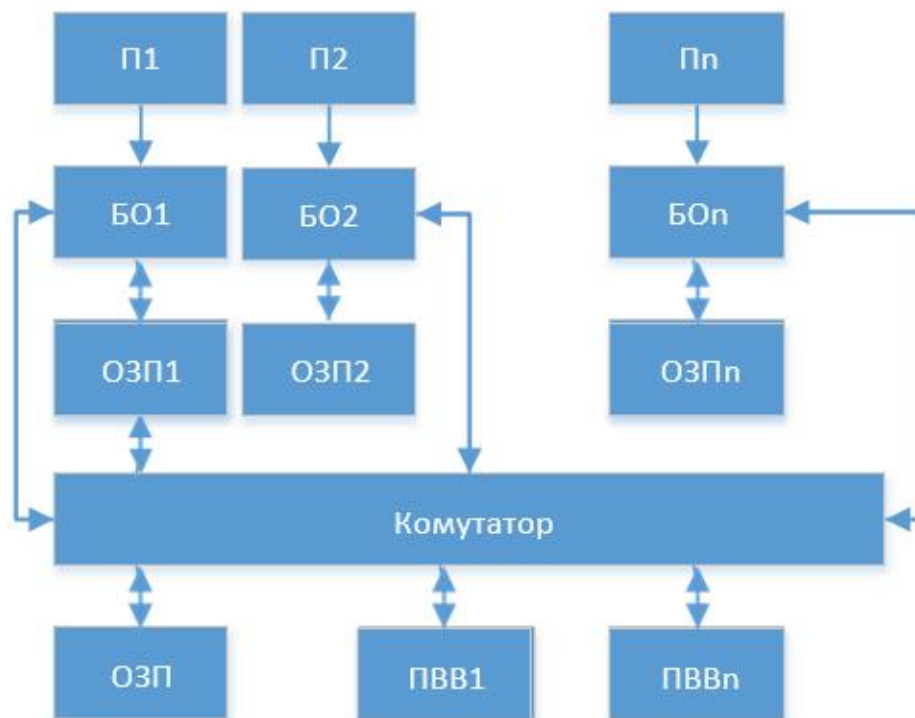 П1 П2 Пn
БО1 БО2 БОn
ОЗП1 ОЗП2 ОЗПn
Комутатор
ОЗП ПВВ1 ПВВn